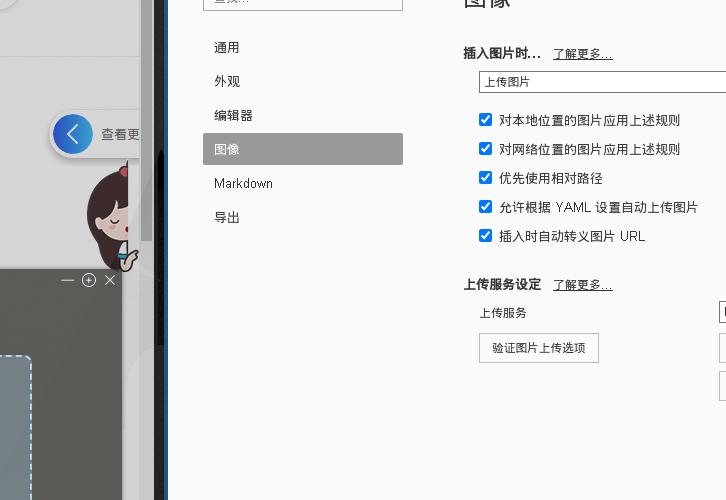 查找...
图像
通用
外观
编辑器
图像
Markdown
导出
插入图片时... 了解更多...
上传图片
对本地位置的图片应用上述规则
对网络位置的图片应用上述规则
优先使用相对路径
允许根据 YAML 设置自动上传图片
插入时自动转义图片 URL
上传服务设定 了解更多...
上传服务
验证图片上传选项
查看更